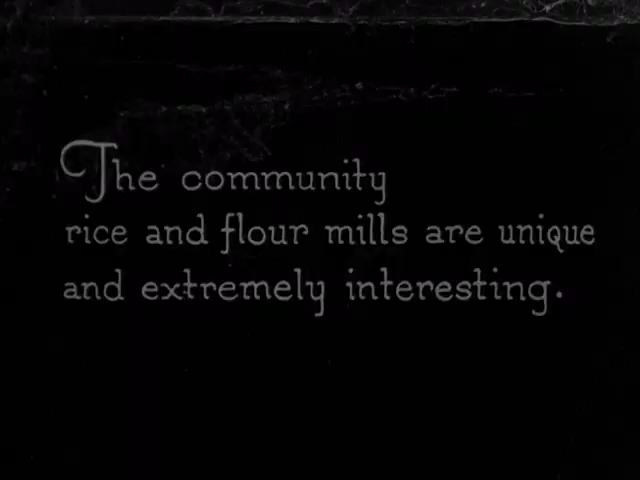 The community
rice and flour mills are unique
and extremely interesting.